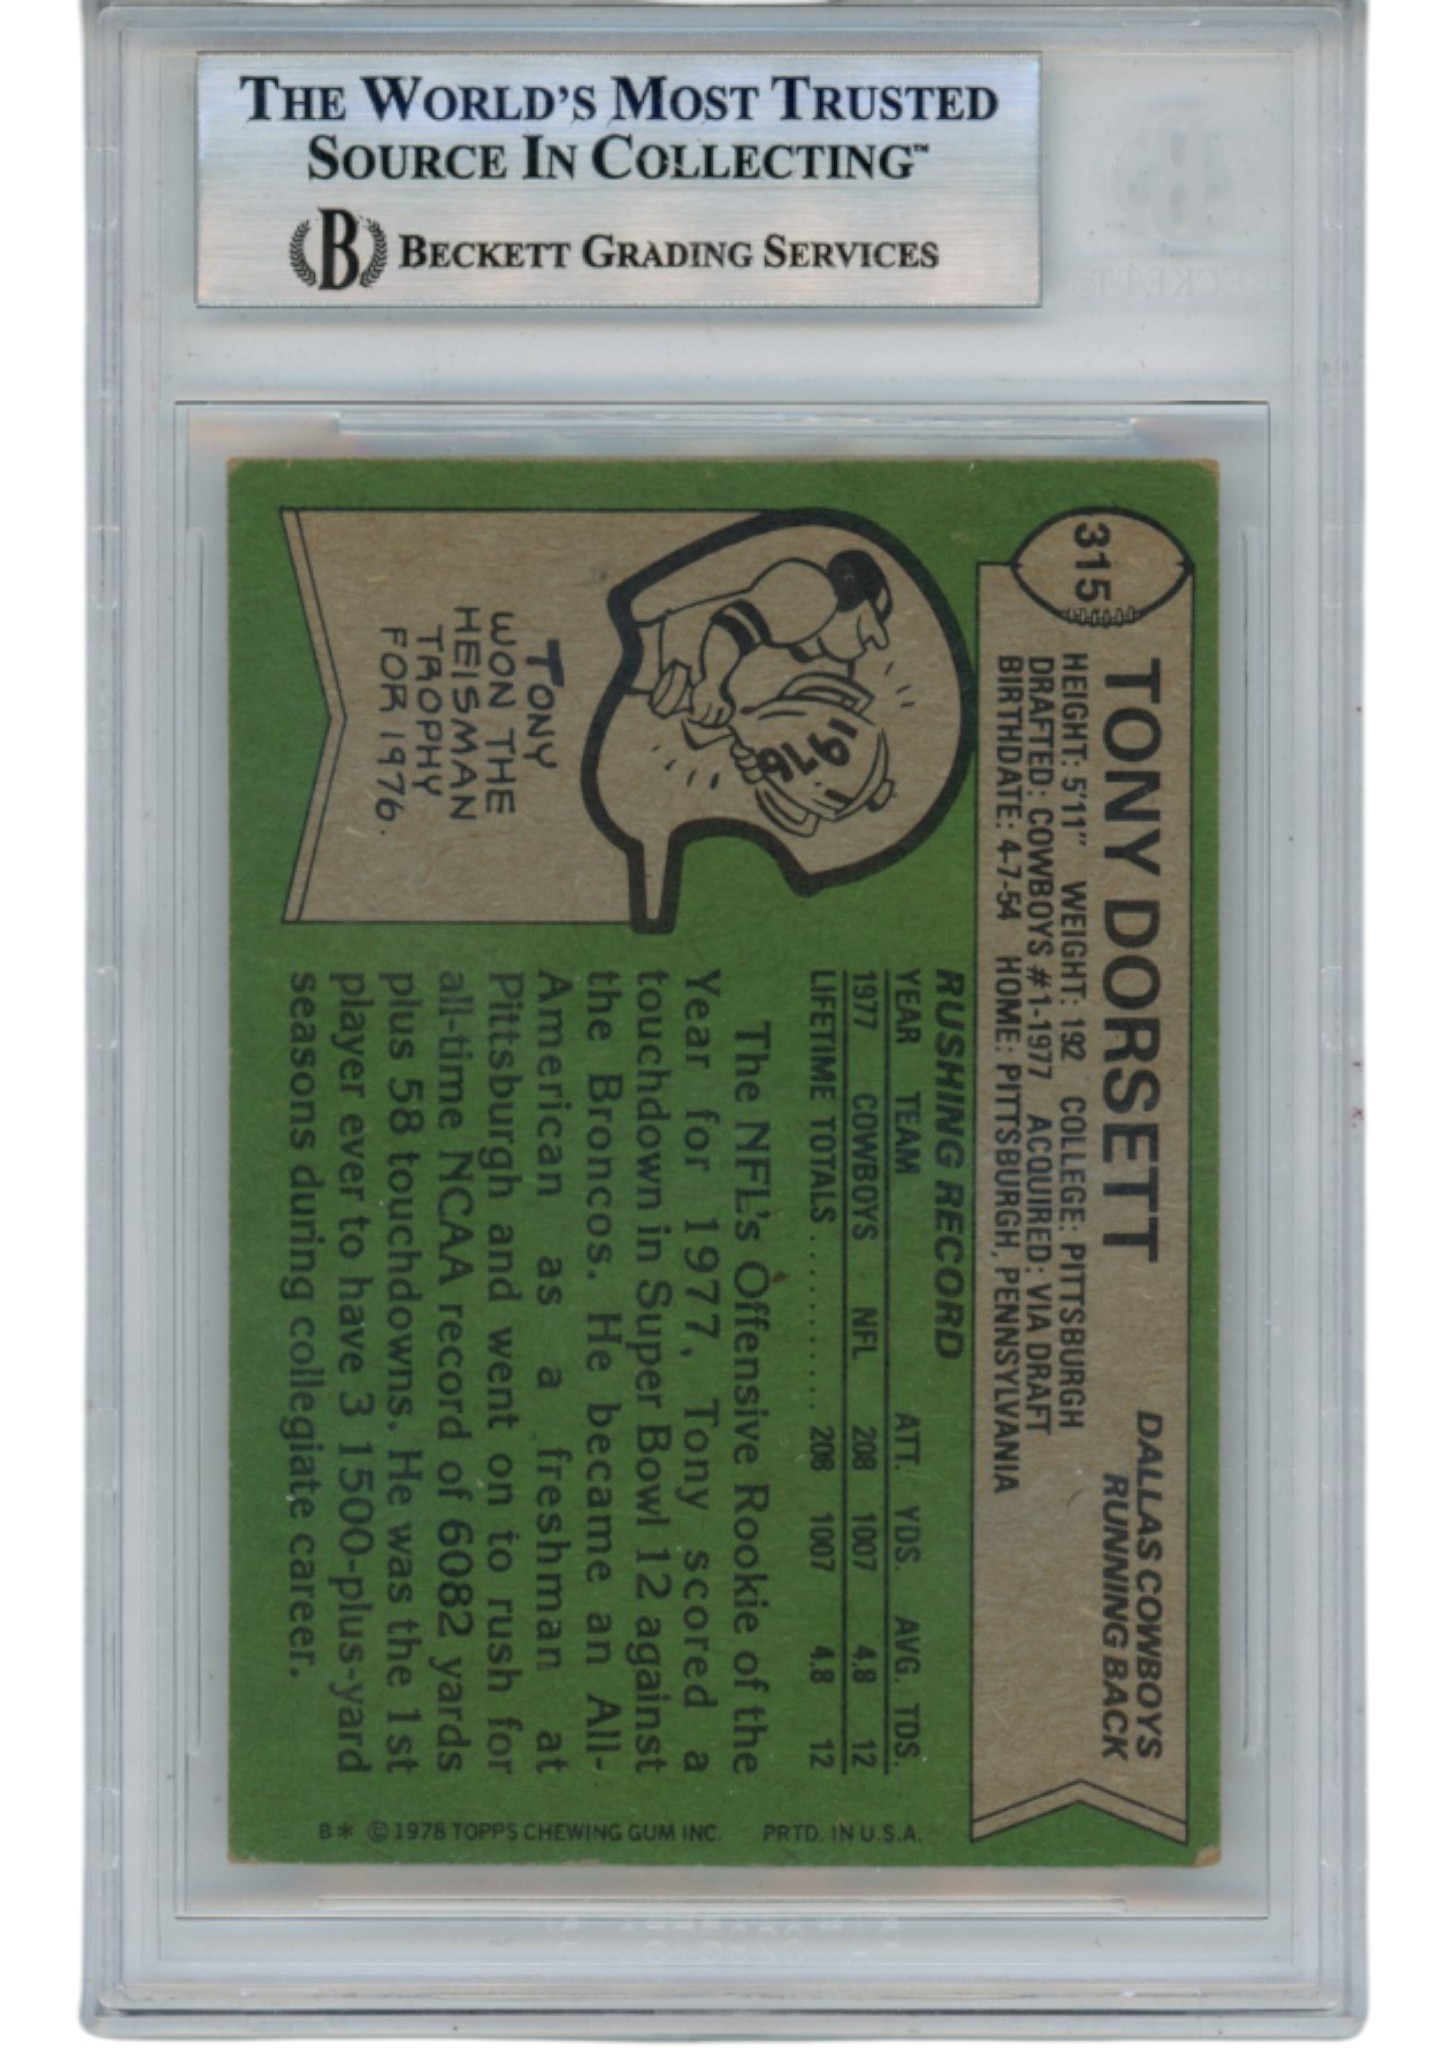 THE WORLD'S MOST TRUSTED
SOURCE IN COLLECTING™
B BECKETT GRADING SERVICES
315
TONY DORSETT
DALLAS COWBOYS
RUNNING BACK
HEIGHT: 5'11" WEIGHT: 192 COLLEGE: PITTSBURGH
DRAFTED: COWBOYS #1-1977 ACQUIRED: VIA DRAFT
BIRTHDATE: 4-7-54 HOME: PITTSBURGH, PENNSYLVANIA
1976
TONY
WON THE
HEISMAN
TROPHY
FOR 1976.
RUSHING RECORD
YEAR TEAM ATT. YDS. AVG. TDS.
1977 COWBOYS NFL 208 1007 4.8 12
LIFETIME TOTALS .......... 208 1007 4.8 12
The NFL's Offensive Rookie of the
Year for 1977, Tony scored a
touchdown in Super Bowl 12 against
the Broncos. He became an All-
American as a freshman at
Pittsburgh and went on to rush for
all-time NCAA record of 6082 yards
plus 58 touchdowns. He was the 1st
player ever to have 3 1500-plus-yard
seasons during collegiate career.
B* © 1978 TOPPS CHEWING GUM INC. PRTD. IN U.S.A.